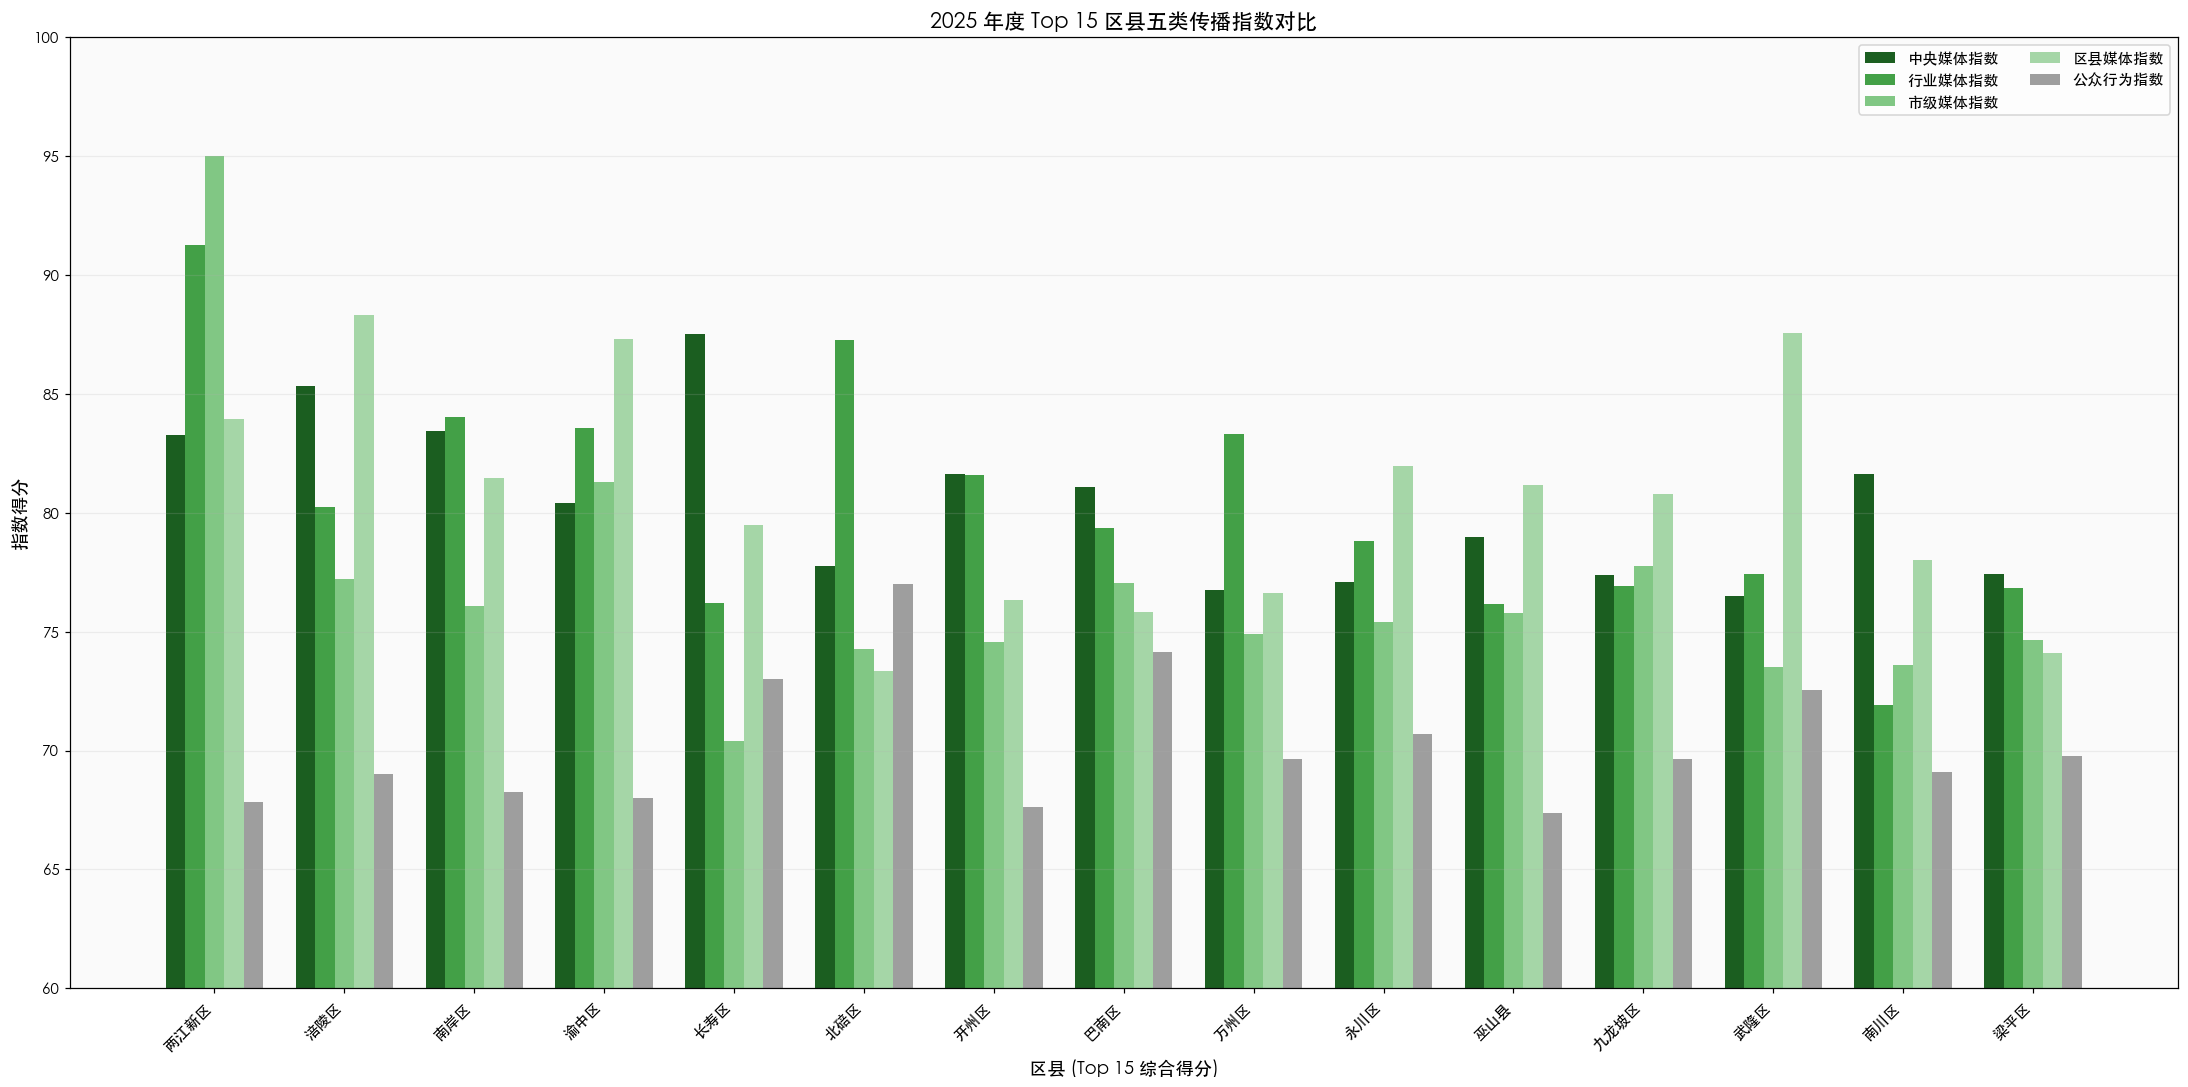 2025 年度 Top 15 区县五类传播指数对比
中央媒体指数
行业媒体指数
市级媒体指数
区县媒体指数
公众行为指数
指数得分
100
95
90
85
80
75
70
65
60
两江新区
涪陵区
南岸区
渝中区
长寿区
北碚区
开州区
巴南区
万州区
永川区
巫山县
九龙坡区
武隆区
南川区
梁平区
区县 (Top 15 综合得分)